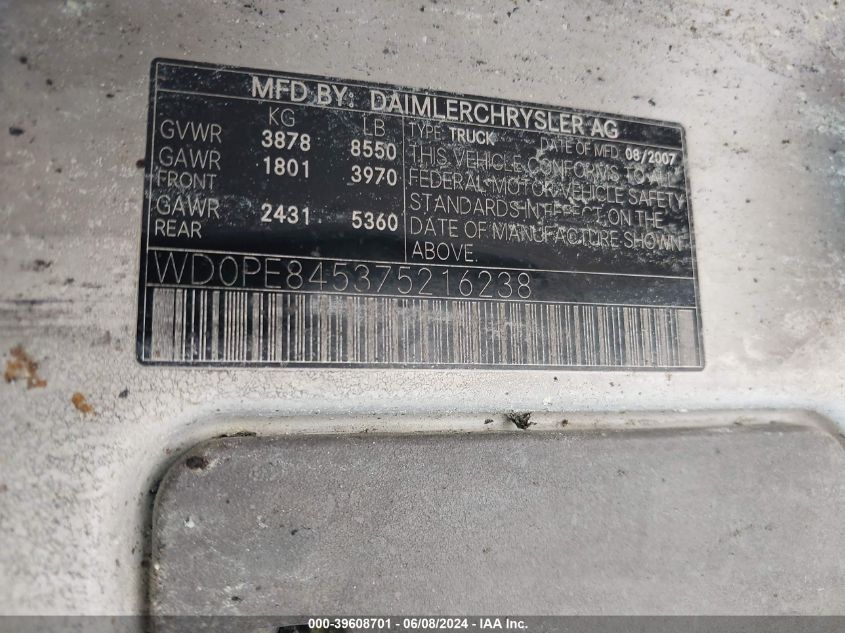 MFD BY: DAIMLERCHRYSLER AG
KG LB
GVWR 3878 8550
GAWR FRONT 1801 3970
GAWR REAR 2431 5360
TYPE TRUCK DATE OF MFD 08/2007
THIS VEHICLE CONFORMS TO ALL
FEDERAL MOTOR VEHICLE SAFETY
STANDARDS IN EFFECT ON THE
DATE OF MANUFACTURE SHOWN
ABOVE.
WD0PE845375216238
000-39608701 / 06/08/2024 - IAA Inc.